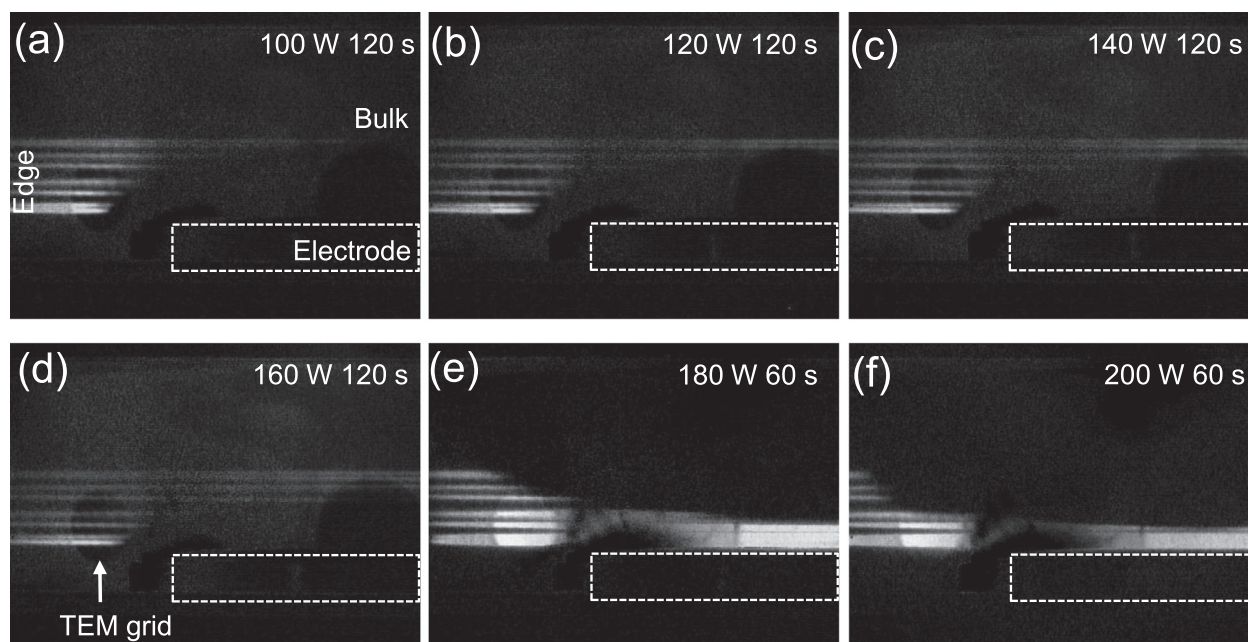 (a)
100 W 120 s
Bulk
Edge
Electrode
(b)
120 W 120 s
(c)
140 W 120 s
(d)
160 W 120 s
TEM grid
(e)
180 W 60 s
(f)
200 W 60 s